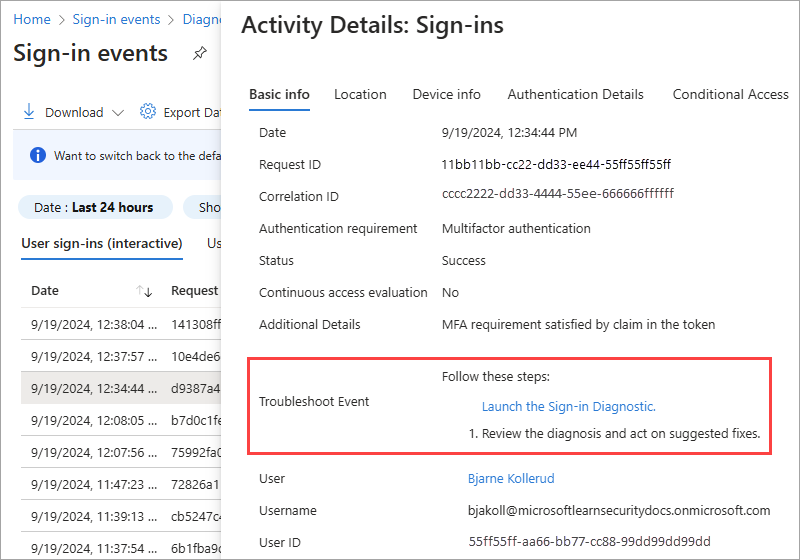 Home > Sign-in events > Diagno
Sign-in events
Download
Export Dat
Want to switch back to the defa
Date : Last 24 hours
Sho
User sign-ins (interactive)
Us
Date
Request
9/19/2024, 12:38:04 ...
141308ff
9/19/2024, 12:37:57 ...
10e4de6
9/19/2024, 12:34:44 ...
d9387a4
9/19/2024, 12:08:05 ...
b7d0c1fe
9/19/2024, 12:07:56 ...
75992fa0
9/19/2024, 11:47:23 ...
72826a1
9/19/2024, 11:39:13 ...
cb5247c4
9/19/2024, 11:37:54 ...
6b1fba9c
Activity Details: Sign-ins
Basic info
Location
Device info
Authentication Details
Conditional Access
Date
9/19/2024, 12:34:44 PM
Request ID
11bb11bb-cc22-dd33-ee44-55ff55ff55ff
Correlation ID
cccc2222-dd33-4444-55ee-666666ffffff
Authentication requirement
Multifactor authentication
Status
Success
Continuous access evaluation
No
Additional Details
MFA requirement satisfied by claim in the token
Troubleshoot Event
Follow these steps:
Launch the Sign-in Diagnostic.
1. Review the diagnosis and act on suggested fixes.
User
Bjarne Kollerud
Username
bjakoll@microsoftlearnsecuritydocs.onmicrosoft.com
User ID
55ff55ff-aa66-bb77-cc88-99dd99dd99dd